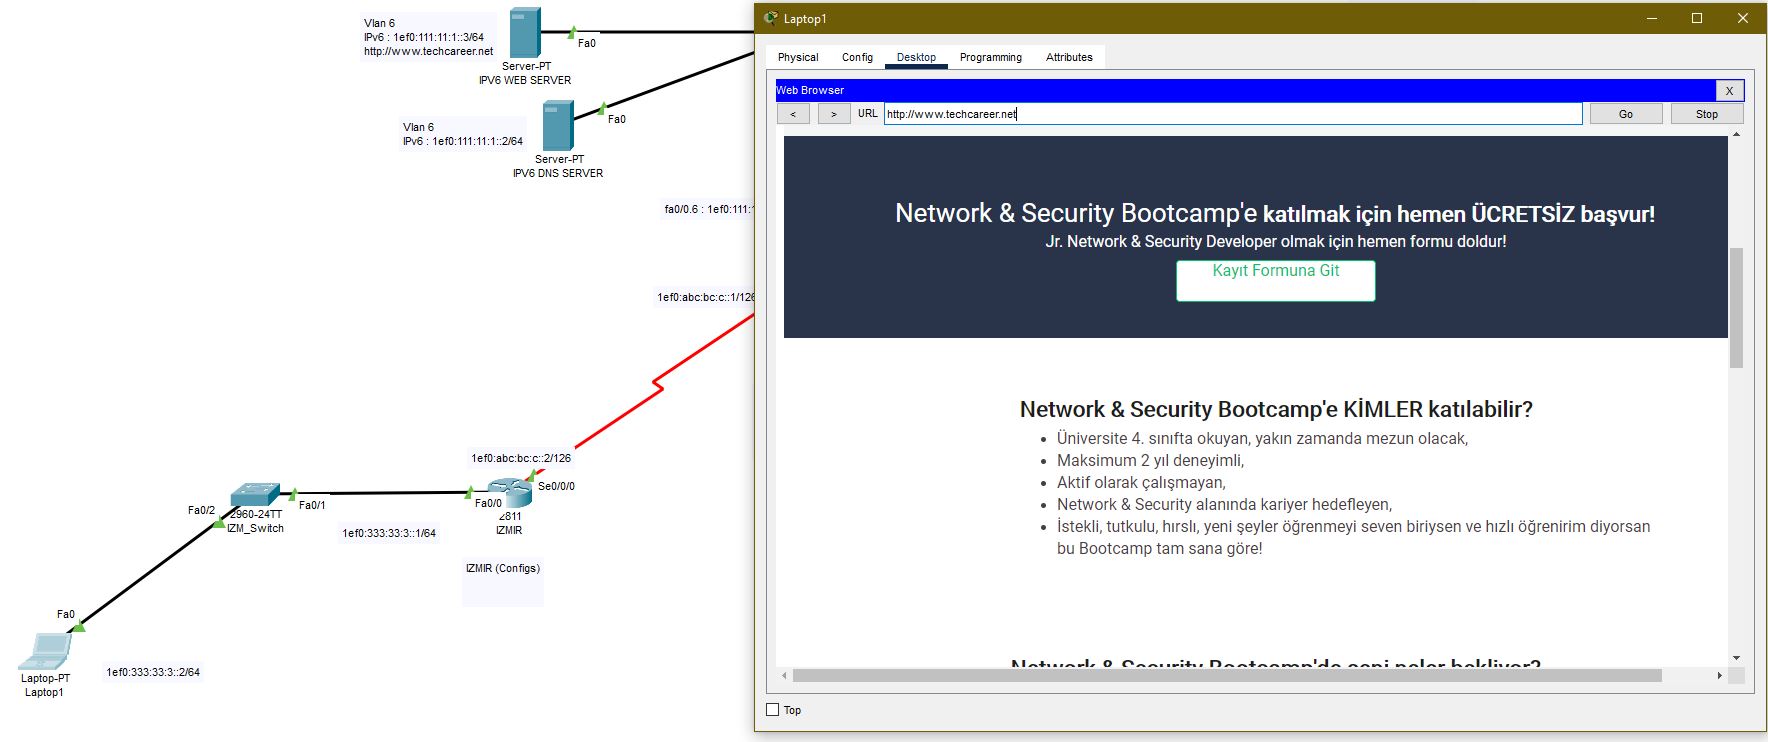 Vlan 6
IPv6 : 1ef0:111:11:1::3/64
http://www.techcareer.net
Fa0
Server-PT
IPV6 WEB SERVER
Vlan 6
IPv6 : 1ef0:111:11:1::2/64
Fa0
Server-PT
IPV6 DNS SERVER
fa0/0.6 : 1ef0:111:1
1ef0:abc:bc:c::1/126
1ef0:abc:bc:c::2/126
Se0/0/0
Fa0/0
2811
IZMIR
Fa0/2
Fa0/1
2960-24TT
IZM_Switch
1ef0:333:33:3::1/64
IZMIR (Configs)
Fa0
1ef0:333:33:3::2/64
Laptop-PT
Laptop1
Laptop1
Physical Config Desktop Programming Attributes
Web Browser X
< > URL http://www.techcareer.net Go Stop
Network & Security Bootcamp'e katılmak için hemen ÜCRETSİZ başvur!
Jr. Network & Security Developer olmak için hemen formu doldur!
Kayıt Formuna Git
Network & Security Bootcamp'e KİMLER katılabilir?
• Üniversite 4. sınıfta okuyan, yakın zamanda mezun olacak,
• Maksimum 2 yıl deneyimli,
• Aktif olarak çalışmayan,
• Network & Security alanında kariyer hedefleyen,
• İstekli, tutkulu, hırslı, yeni şeyler öğrenmeyi seven biriysen ve hızlı öğrenirim diyorsan
bu Bootcamp tam sana göre!
Network & Security Bootcamp'de seni neler bekliyor?
Top